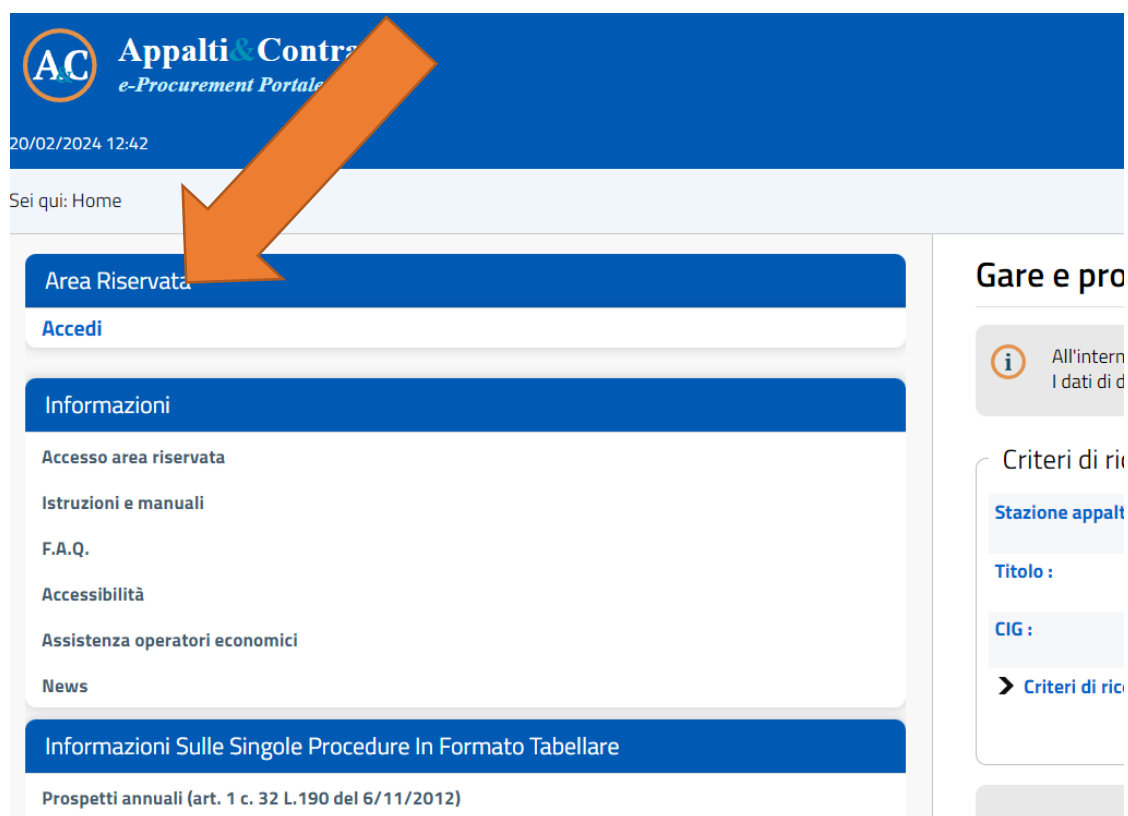 A&C
Appalti&Contra
e-Procurement Portale
20/02/2024 12:42
Sei qui: Home
Area Riservata
Accedi
Informazioni
Accesso area riservata
Istruzioni e manuali
F.A.Q.
Accessibilità
Assistenza operatori economici
News
Informazioni Sulle Singole Procedure In Formato Tabellare
Prospetti annuali (art. 1 c. 32 L.190 del 6/11/2012)
Gare e pro
i
All'intern
I dati di d
Criteri di ri
Stazione appalt
Titolo :
CIG :
Criteri di ric